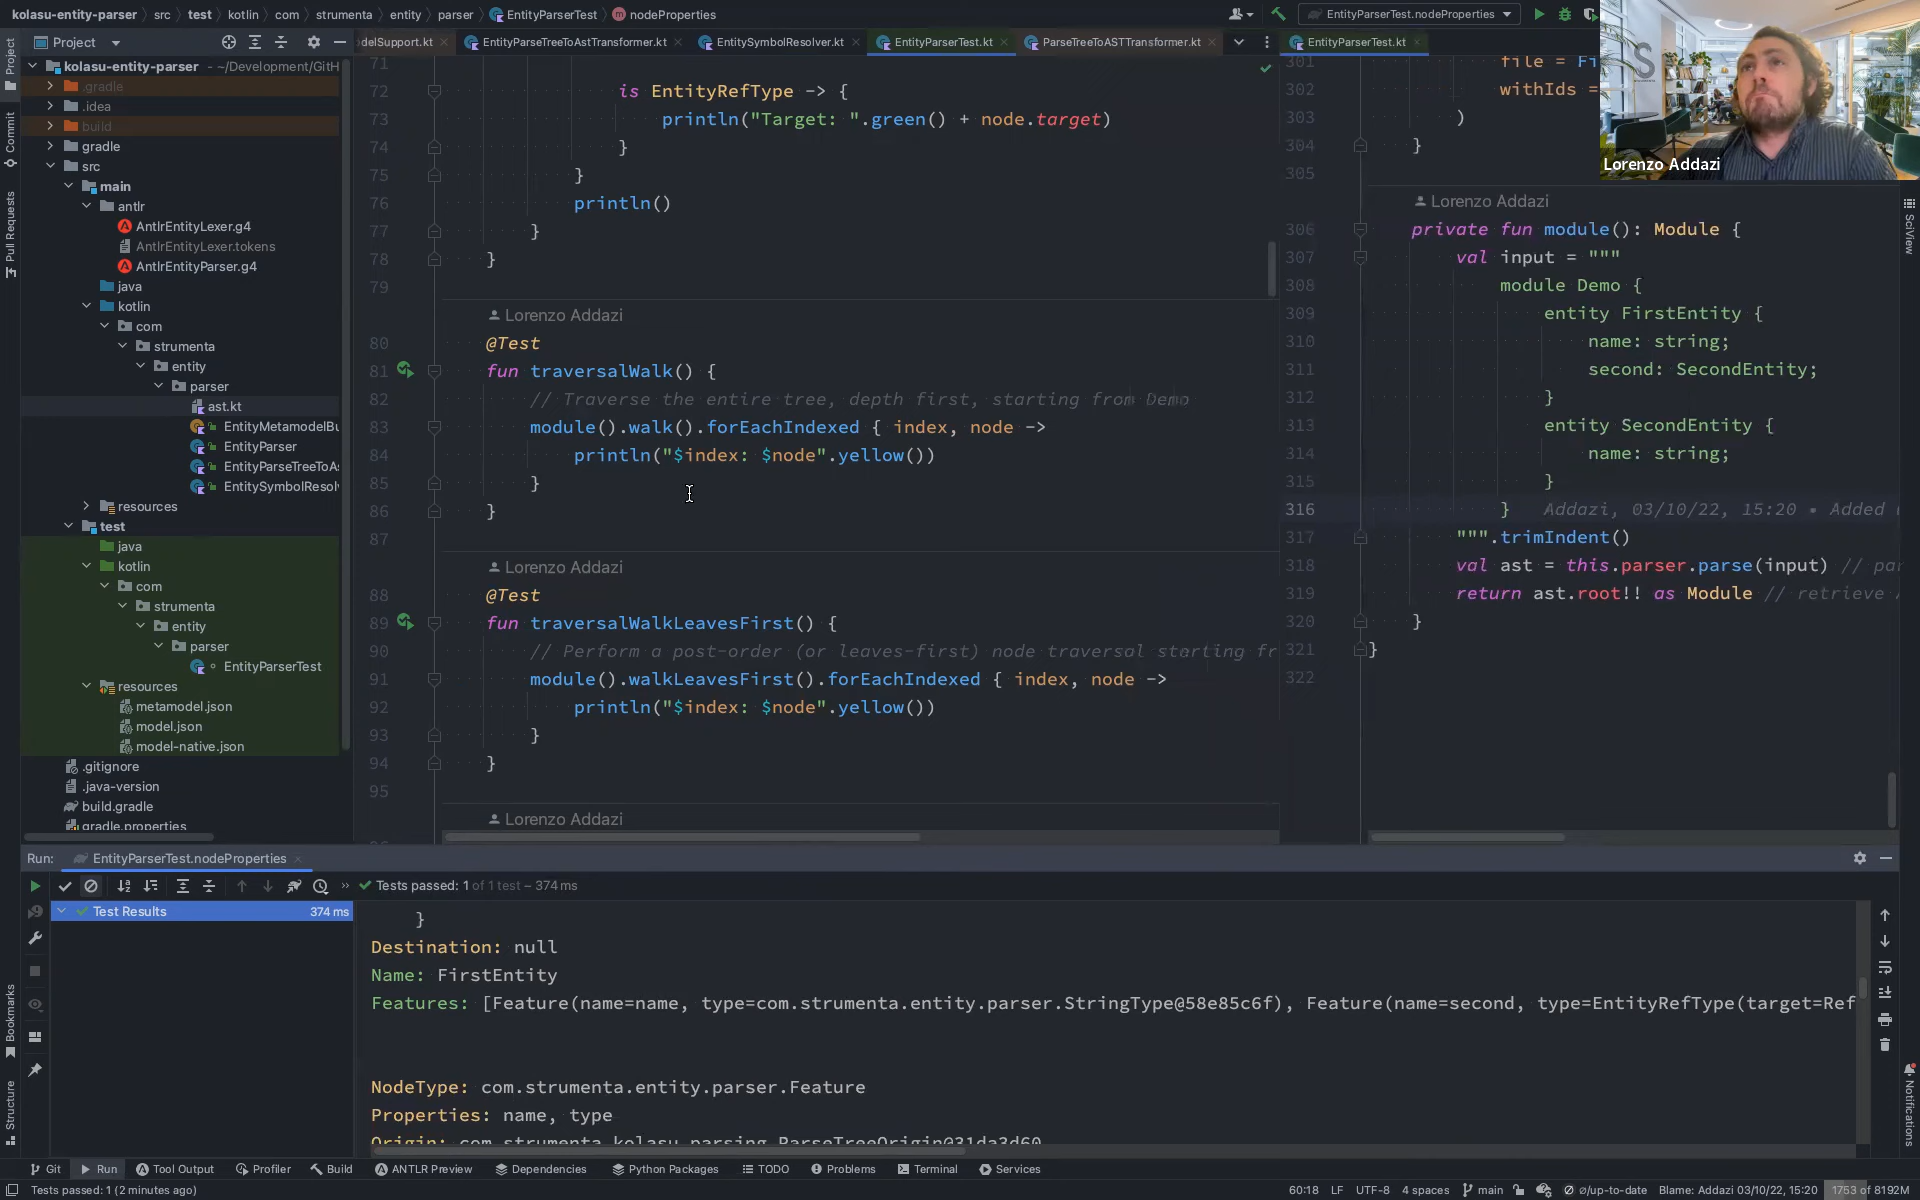 kolasu-entity-parser › src › test › kotlin › com › strumenta › entity › parser › EntityParserTest › nodeProperties
EntityParserTest.nodeProperties
Project
delSupport.kt EntityParseTreeToAstTransformer.kt EntitySymbolResolver.kt EntityParserTest.kt ParseTreeToASTTransformer.kt EntityParserTest.kt
Project
Commit
Pull Requests
Bookmarks
Structure
kolasu-entity-parser - ~/Development/GitH
.gradle
.idea
build
gradle
src
main
antlr
AntlrEntityLexer.g4
AntlrEntityLexer.tokens
AntlrEntityParser.g4
java
kotlin
com
strumenta
entity
parser
ast.kt
EntityMetamodelBu
EntityParser
EntityParseTreeToAs
EntitySymbolResol
resources
test
java
kotlin
com
strumenta
entity
parser
EntityParserTest
resources
metamodel.json
model.json
model-native.json
.gitignore
.java-version
build.gradle
gradle.properties
71
72 is EntityRefType -> {
73 println("Target: ".green() + node.target)
74 }
75 }
76 println()
77 }
78 }
79
Lorenzo Addazi
80 @Test
81 fun traversalWalk() {
82 // Traverse the entire tree, depth first, starting from Demo
83 module().walk().forEachIndexed { index, node ->
84 println("$index: $node".yellow())
85 }
86 }
87
Lorenzo Addazi
88 @Test
89 fun traversalWalkLeavesFirst() {
90 // Perform a post-order (or leaves-first) node traversal starting fr
91 module().walkLeavesFirst().forEachIndexed { index, node ->
92 println("$index: $node".yellow())
93 }
94 }
95
Lorenzo Addazi
301 file = Fi
302 withIds =
303 )
304 }
305
Lorenzo Addazi
306 private fun module(): Module {
307 val input = """
308 module Demo {
309 entity FirstEntity {
310 name: string;
311 second: SecondEntity;
312 }
313 entity SecondEntity {
314 name: string;
315 }
316 } Addazi, 03/10/22, 15:20 • Added
317 """.trimIndent()
318 val ast = this.parser.parse(input) // pa
319 return ast.root!! as Module // retrieve
320 }
321 }
322
Lorenzo Addazi
SciView
Notifications
Run: EntityParserTest.nodeProperties
Tests passed: 1 of 1 test – 374 ms
Test Results 374 ms
}
Destination: null
Name: FirstEntity
Features: [Feature(name=name, type=com.strumenta.entity.parser.StringType@58e85c6f), Feature(name=second, type=EntityRefType(target=Ref
NodeType: com.strumenta.entity.parser.Feature
Properties: name, type
Origin: com.strumenta.kolasu.parsing.ParseTreeOrigin@31da3d60
Git Run Tool Output Profiler Build ANTLR Preview Dependencies Python Packages TODO Problems Terminal Services
Tests passed: 1 (2 minutes ago)
60:18 LF UTF-8 4 spaces main ∅/up-to-date Blame: Addazi 03/10/22, 15:20 1753 of 8192M